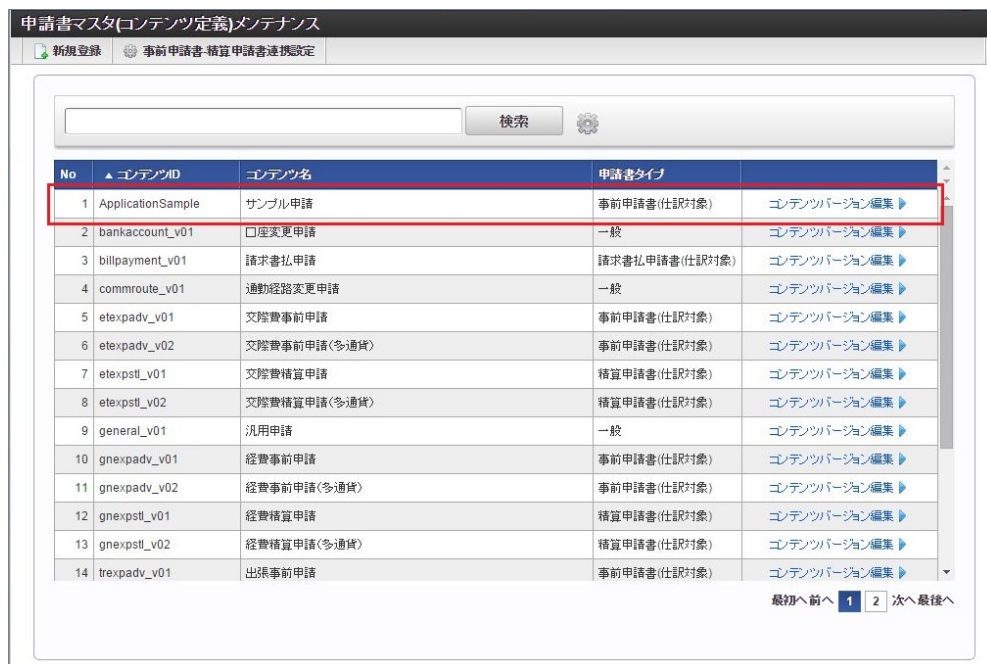 申請書マスタ(コンテンツ定義)メンテナンス
新規登録 事前申請書-精算申請書連携設定
検索
No ▲ コンテンツID コンテンツ名 申請書タイプ
1 ApplicationSample サンプル申請 事前申請書(仕訳対象) コンテンツバージョン編集
2 bankaccount_v01 口座変更申請 一般 コンテンツバージョン編集
3 billpayment_v01 請求書払申請 請求書払申請書(仕訳対象) コンテンツバージョン編集
4 commroute_v01 通勤経路変更申請 一般 コンテンツバージョン編集
5 etexpadv_v01 交際費事前申請 事前申請書(仕訳対象) コンテンツバージョン編集
6 etexpadv_v02 交際費事前申請(多通貨) 事前申請書(仕訳対象) コンテンツバージョン編集
7 etexpstl_v01 交際費精算申請 精算申請書(仕訳対象) コンテンツバージョン編集
8 etexpstl_v02 交際費精算申請(多通貨) 精算申請書(仕訳対象) コンテンツバージョン編集
9 general_v01 汎用申請 一般 コンテンツバージョン編集
10 gnexpadv_v01 経費事前申請 事前申請書(仕訳対象) コンテンツバージョン編集
11 gnexpadv_v02 経費事前申請(多通貨) 事前申請書(仕訳対象) コンテンツバージョン編集
12 gnexpstl_v01 経費精算申請 精算申請書(仕訳対象) コンテンツバージョン編集
13 gnexpstl_v02 経費精算申請(多通貨) 精算申請書(仕訳対象) コンテンツバージョン編集
14 trexpadv_v01 出張事前申請 事前申請書(仕訳対象) コンテンツバージョン編集
最初へ 前へ 1 2 次へ 最後へ